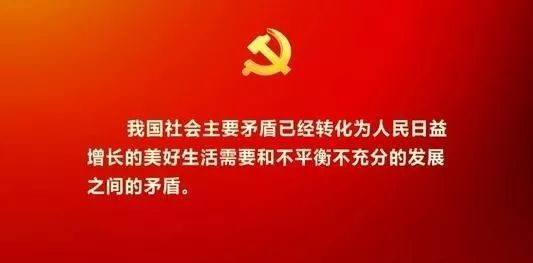 我国社会主要矛盾已经转化为人民日益
增长的美好生活需要和不平衡不充分的发展
之间的矛盾。